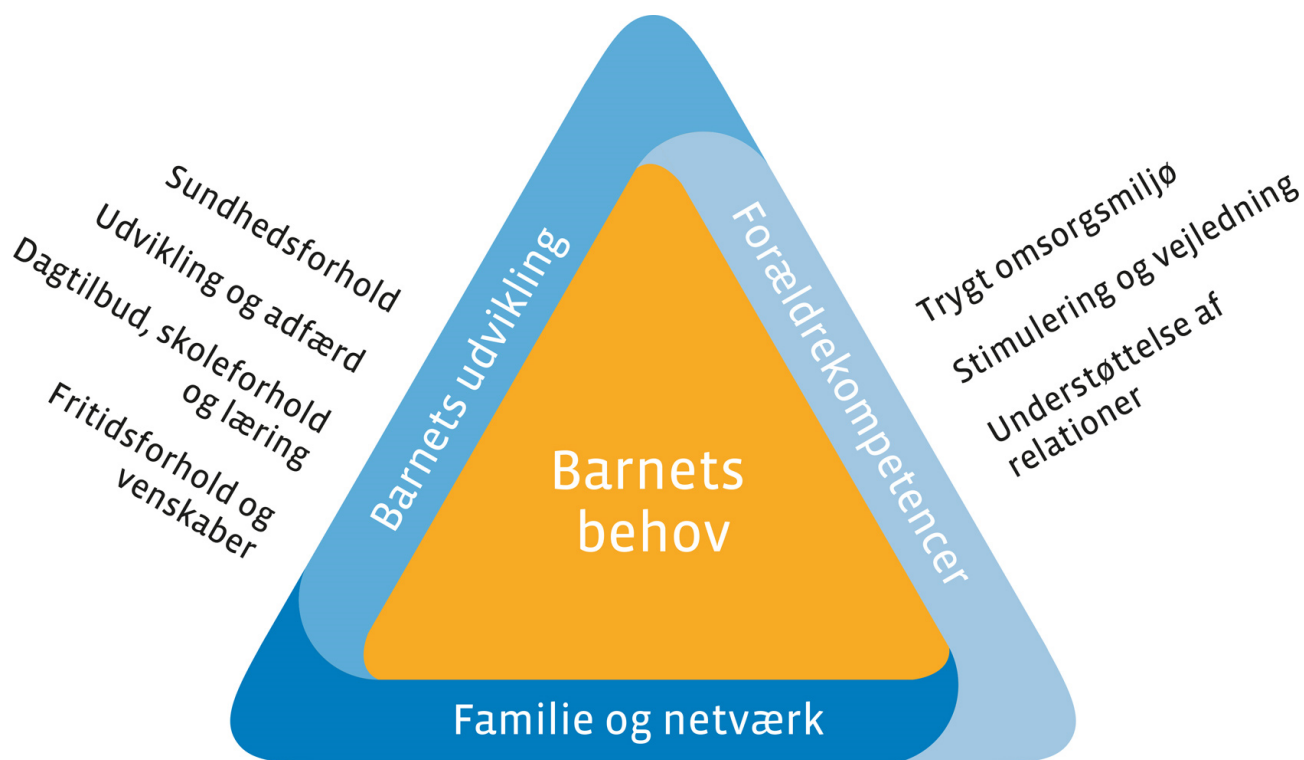 Sundhedsforhold
Udvikling og adfærd
Dagtilbud, skoleforhold
og læring
Fritidsforhold og
venskaber
Barnets udvikling
Barnets
behov
Forældrekompetencer
Trygt omsorgsmiljø
Stimulering og vejledning
Understøttelse af
relationer
Familie og netværk